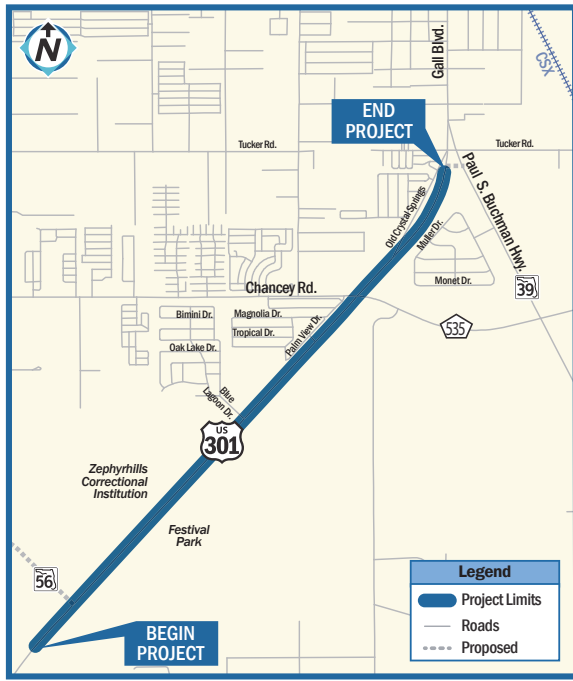 N
Gall Blvd.
CSX
END
PROJECT
Tucker Rd.
Tucker Rd.
Paul S. Buchman Hwy.
Old Crystal Springs
Muller Dr.
Monet Dr.
39
Chancey Rd.
535
Bimini Dr.
Magnolia Dr.
Tropical Dr.
Palm View Dr.
Oak Lake Dr.
Blue
Lagoon Dr.
US
301
Zephyrhills
Correctional
Institution
Festival
Park
56
BEGIN
PROJECT
Legend
Project Limits
Roads
Proposed